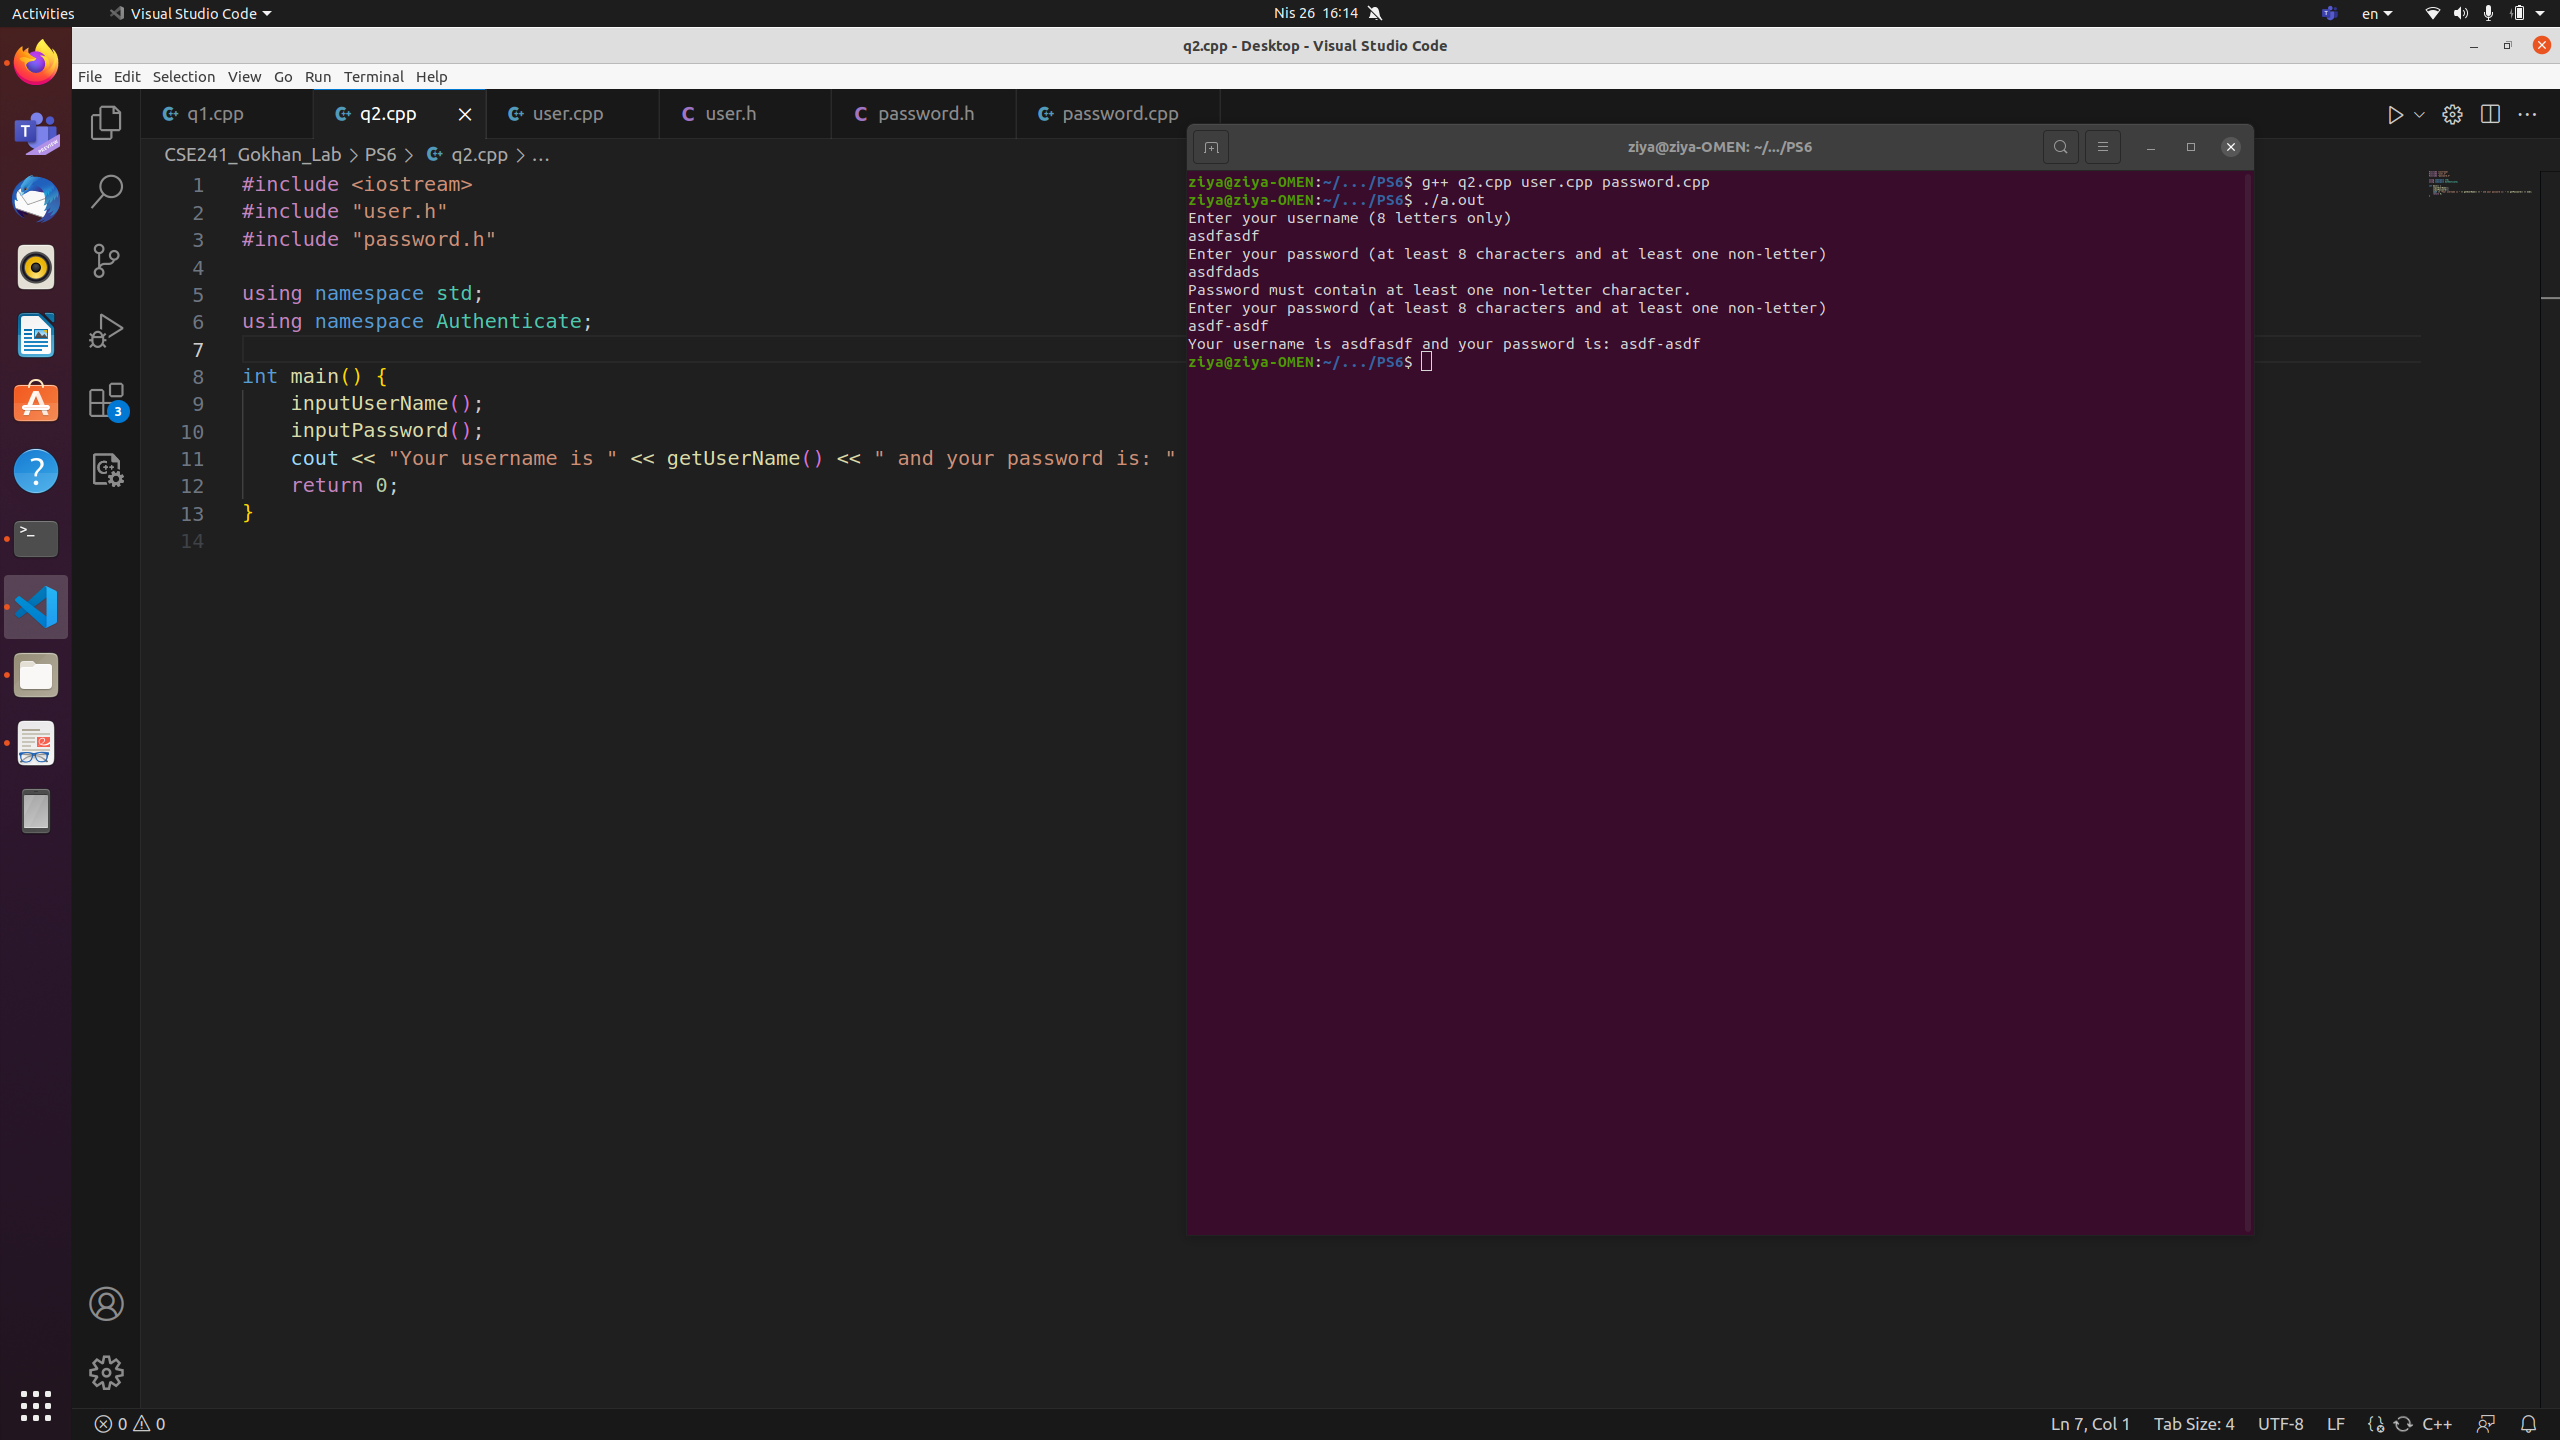 Activities
Visual Studio Code
Nis 26 16:14
en
q2.cpp - Desktop - Visual Studio Code
File Edit Selection View Go Run Terminal Help
q1.cpp
q2.cpp
user.cpp
user.h
password.h
password.cpp
CSE241_Gokhan_Lab > PS6 > q2.cpp > ...
1 #include <iostream>
2 #include "user.h"
3 #include "password.h"
4
5 using namespace std;
6 using namespace Authenticate;
7
8 int main() {
9 inputUserName();
10 inputPassword();
11 cout << "Your username is " << getUserName() << " and your password is: "
12 return 0;
13 }
14
3
ziya@ziya-OMEN: ~/.../PS6
ziya@ziya-OMEN:~/.../PS6$ g++ q2.cpp user.cpp password.cpp
ziya@ziya-OMEN:~/.../PS6$ ./a.out
Enter your username (8 letters only)
asdfasdf
Enter your password (at least 8 characters and at least one non-letter)
asdfdads
Password must contain at least one non-letter character.
Enter your password (at least 8 characters and at least one non-letter)
asdf-asdf
Your username is asdfasdf and your password is: asdf-asdf
ziya@ziya-OMEN:~/.../PS6$
0 0
Ln 7, Col 1
Tab Size: 4
UTF-8
LF
C++